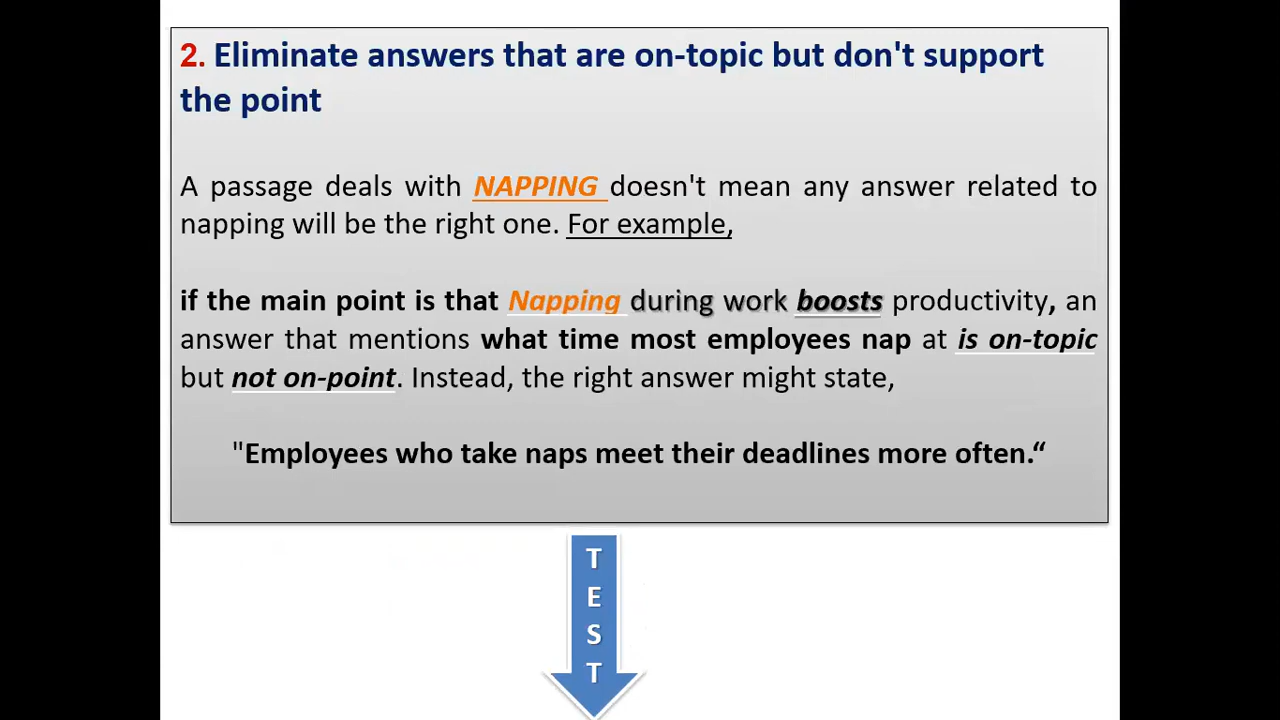 2. Eliminate answers that are on-topic but don't support
the point
A passage deals with NAPPING doesn't mean any answer related to
napping will be the right one. For example,
if the main point is that Napping during work boosts productivity, an
answer that mentions what time most employees nap at is on-topic
but not on-point. Instead, the right answer might state,
"Employees who take naps meet their deadlines more often.“
T
E
S
T